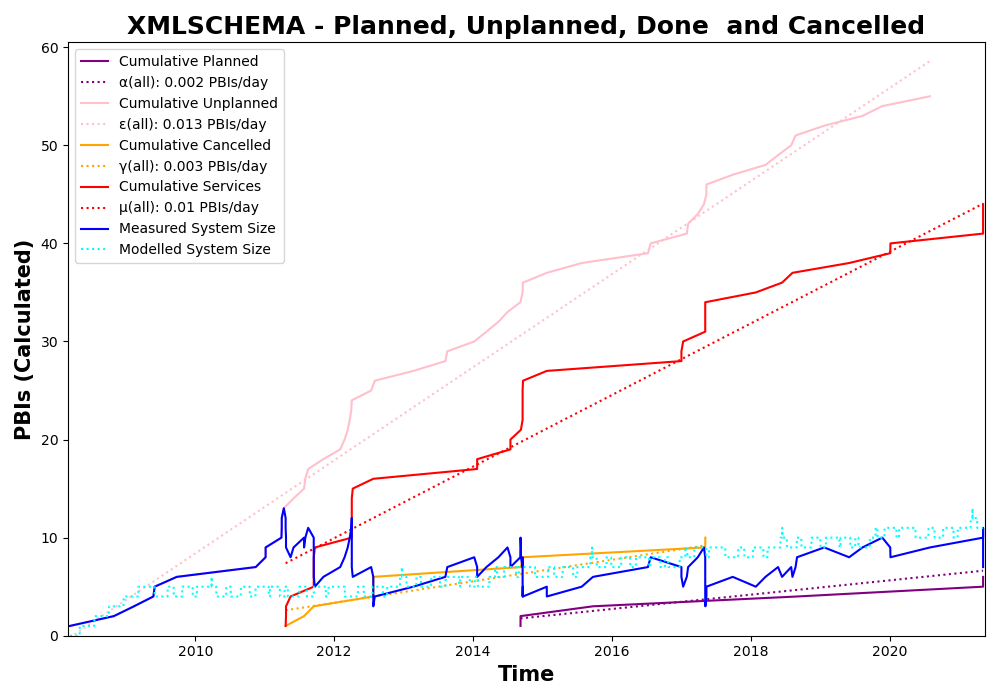 XMLSCHEMA - Planned, Unplanned, Done  and Cancelled
Cumulative Planned
α(all): 0.002 PBIs/day
Cumulative Unplanned
ε(all): 0.013 PBIs/day
Cumulative Cancelled
γ(all): 0.003 PBIs/day
Cumulative Services
μ(all): 0.01 PBIs/day
Measured System Size
Modelled System Size
PBIs (Calculated)
60
50
40
30
20
10
0
2010
2012
2014
2016
2018
2020
Time